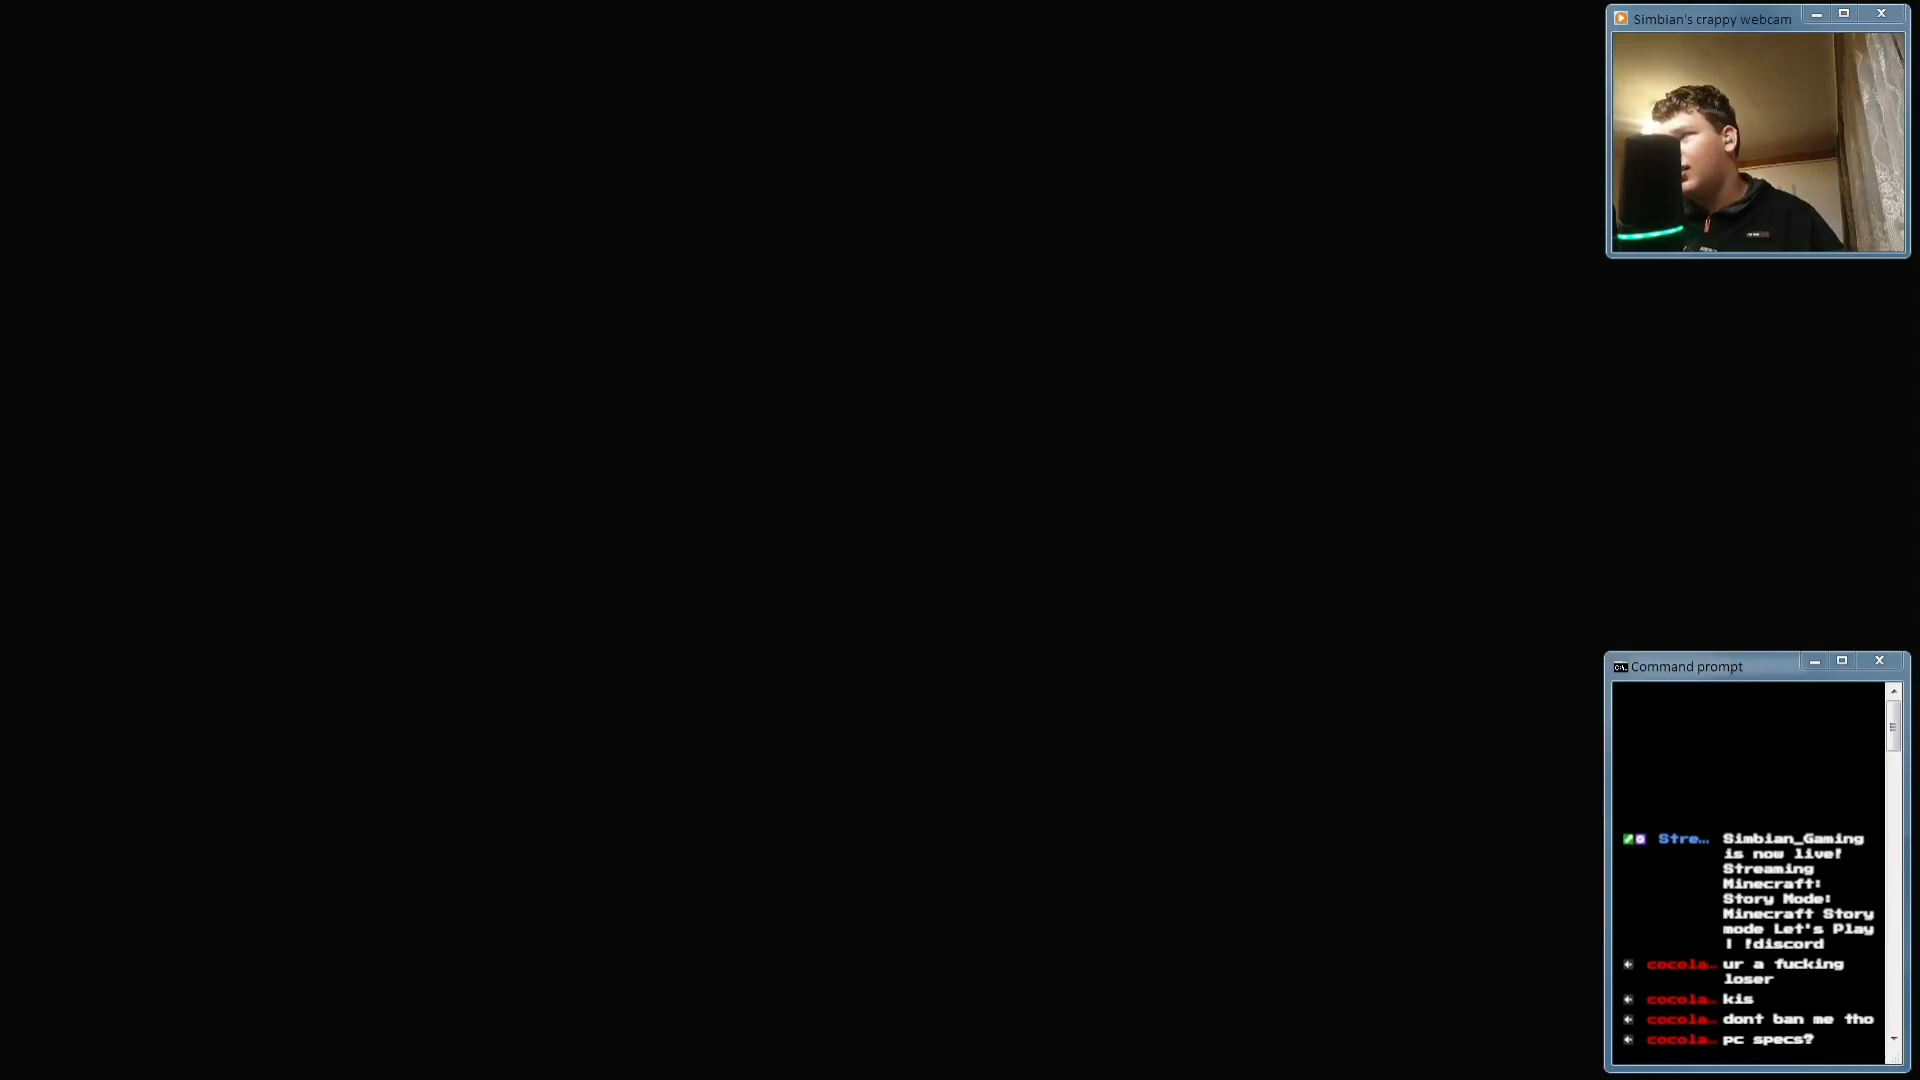 Simbian's crappy webcam
Command prompt
Stre... Simbian_Gaming
is now live!
Streaming
Minecraft:
Story Mode:
Minecraft Story
mode Let's Play
| !discord
cocola... ur a fucking
loser
cocola... kis
cocola... dont ban me tho
cocola... pc specs?